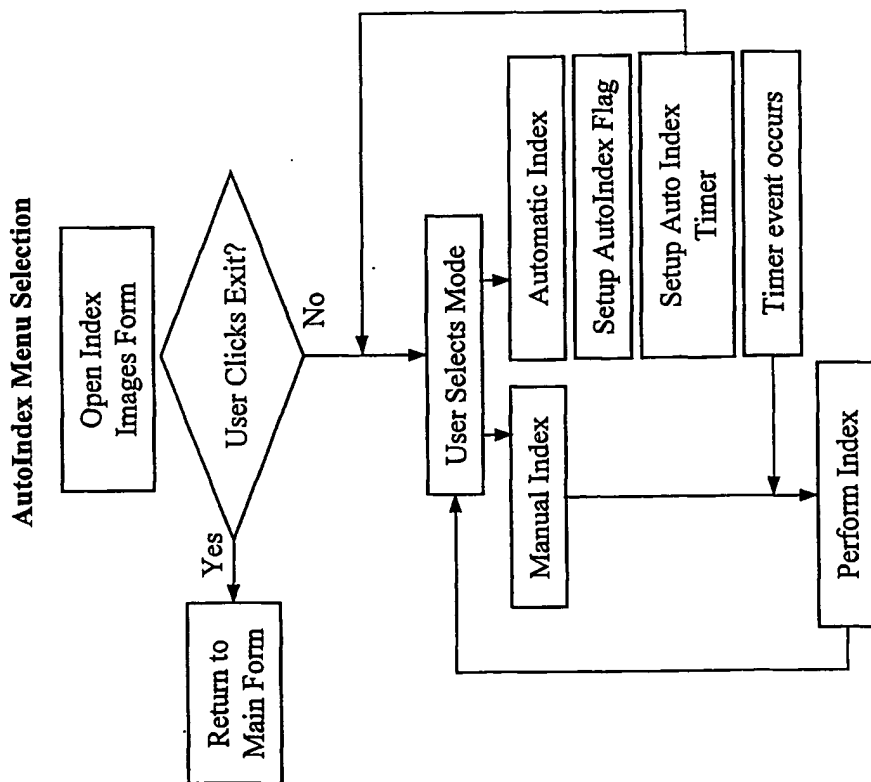 AutoIndex Menu Selection
Open Index
Images Form
User Clicks Exit?
Yes
No
Return to
Main Form
User Selects Mode
Manual Index
Automatic Index
Setup AutoIndex Flag
Setup Auto Index
Timer
Timer event occurs
Perform Index